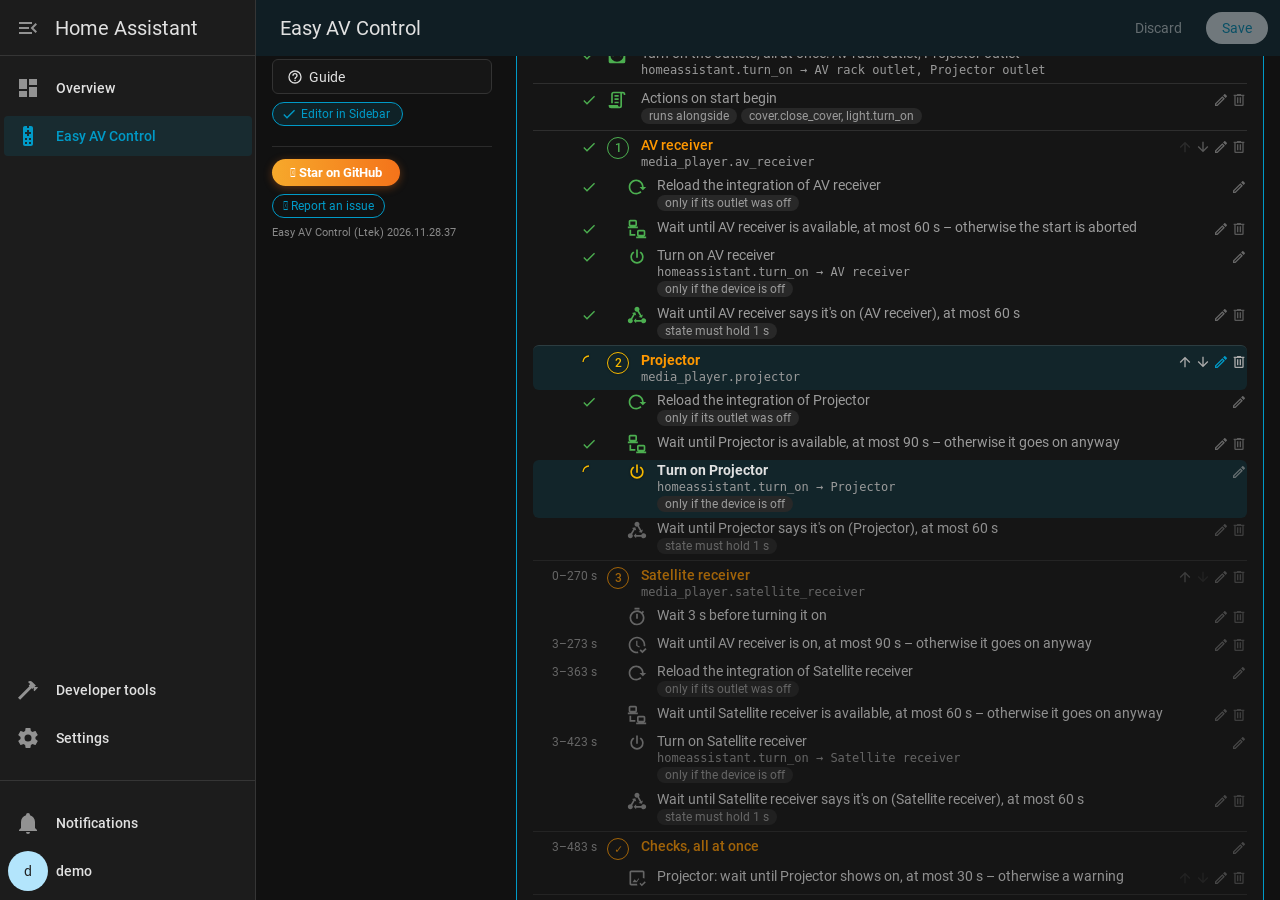 Home Assistant
Easy AV Control
Discard
Save
Overview
Easy AV Control
Developer tools
Settings
Notifications
d
demo
Guide
Editor in Sidebar
Star on GitHub
Report an issue
Easy AV Control (Ltek) 2026.11.28.37
homeassistant.turn_on → AV rack outlet, Projector outlet
Actions on start begin
runs alongside
cover.close_cover, light.turn_on
1
AV receiver
media_player.av_receiver
Reload the integration of AV receiver
only if its outlet was off
Wait until AV receiver is available, at most 60 s – otherwise the start is aborted
Turn on AV receiver
homeassistant.turn_on → AV receiver
only if the device is off
Wait until AV receiver says it's on (AV receiver), at most 60 s
state must hold 1 s
2
Projector
media_player.projector
Reload the integration of Projector
only if its outlet was off
Wait until Projector is available, at most 90 s – otherwise it goes on anyway
Turn on Projector
homeassistant.turn_on → Projector
only if the device is off
Wait until Projector says it's on (Projector), at most 60 s
state must hold 1 s
0–270 s
3
Satellite receiver
media_player.satellite_receiver
Wait 3 s before turning it on
3–273 s
Wait until AV receiver is on, at most 90 s – otherwise it goes on anyway
3–363 s
Reload the integration of Satellite receiver
only if its outlet was off
Wait until Satellite receiver is available, at most 60 s – otherwise it goes on anyway
3–423 s
Turn on Satellite receiver
homeassistant.turn_on → Satellite receiver
only if the device is off
Wait until Satellite receiver says it's on (Satellite receiver), at most 60 s
state must hold 1 s
3–483 s
✓
Checks, all at once
Projector: wait until Projector shows on, at most 30 s – otherwise a warning